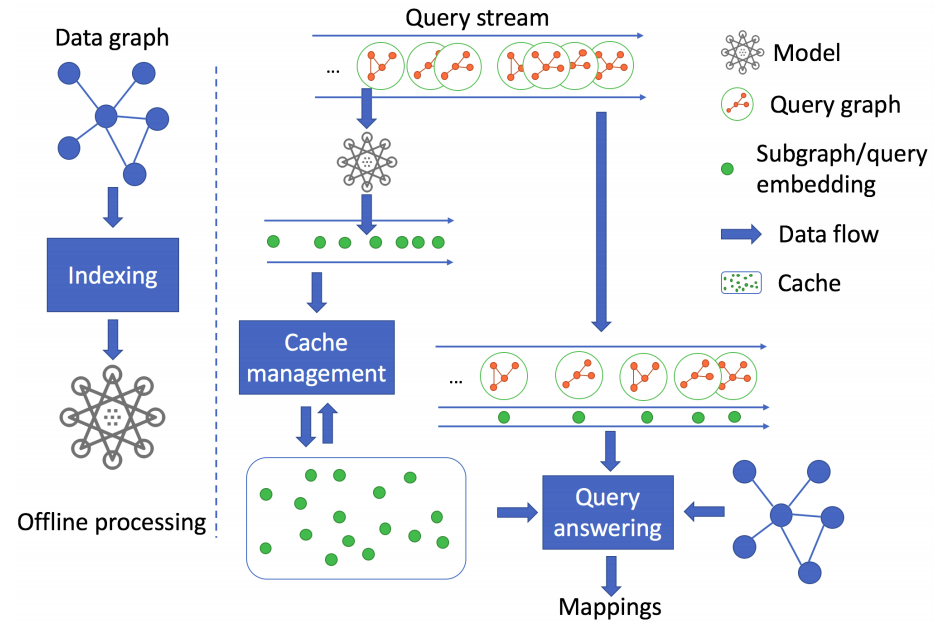 Query stream
Data graph
...
Model
Query graph
Subgraph/query
embedding
Data flow
Cache
Indexing
Cache
management
...
Offline processing
Query
answering
Mappings